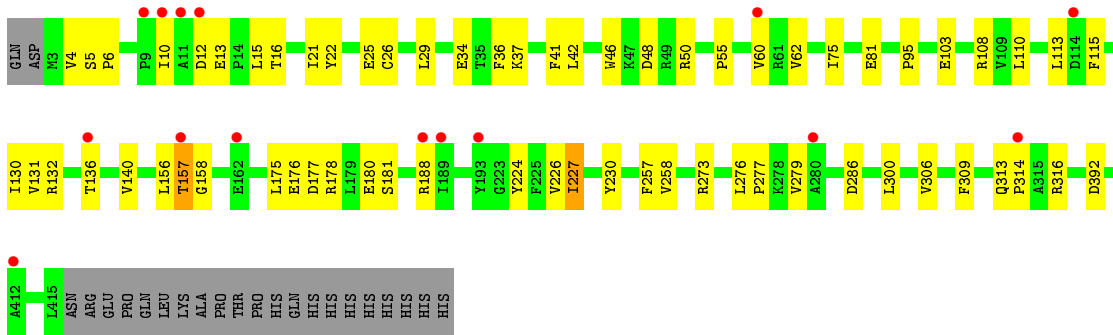 GLN ASP M3 V4 S5 P6 P9 I10 A11 D12 E13 P14 L15 T16 I21 Y22 E25 C26 L29 E34 T35 F36 K37 F41 L42 W46 K47 D48 R49 R50 P55 V60 R61 V62 I75 E81 P95 E103 R108 V109 L110 L113 D114 F115
I130 V131 R132 T136 V140 L156 T157 G158 E162 L175 E176 D177 R178 L179 E180 S181 R188 I189 Y193 G223 Y224 F225 V226 I227 Y230 F257 V258 R273 L276 P277 K278 V279 A280 D286 L300 V306 F309 Q313 P314 A315 R316 D392
A412 L415 ASN ARG GLU PRO GLN LEU LYS ALA PRO THR PRO HIS GLN HIS HIS HIS HIS HIS HIS HIS HIS